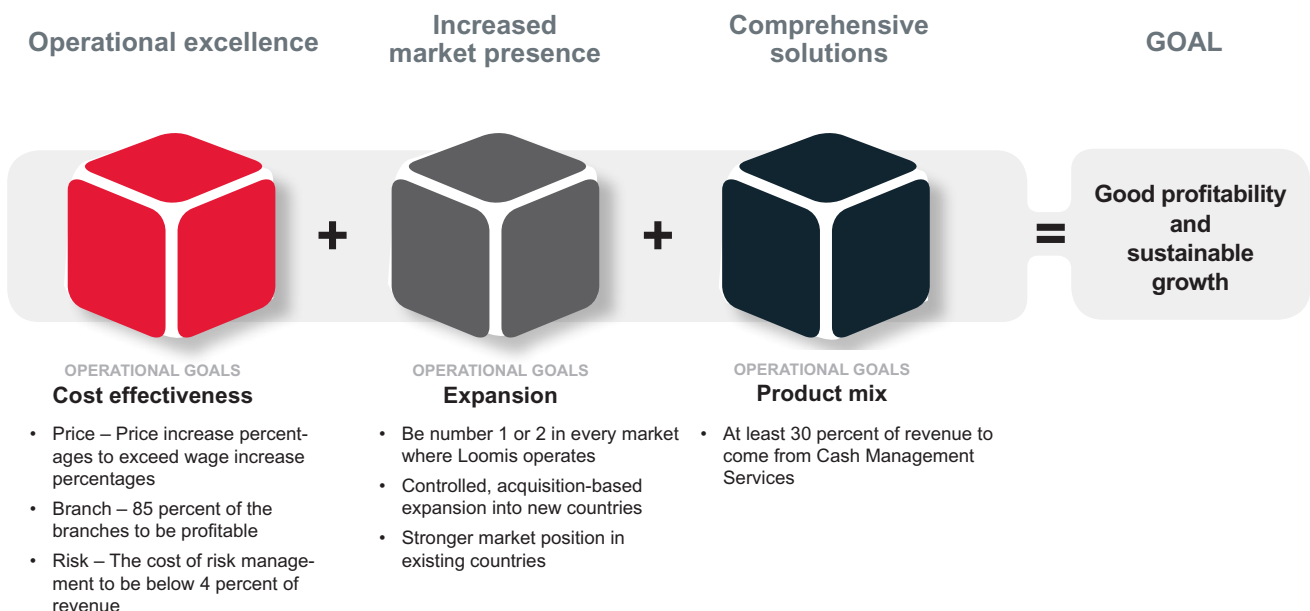 Operational excellence
Increased
market presence
Comprehensive
solutions
GOAL
+
+
=
Good profitability
and
sustainable
growth
OPERATIONAL GOALS
Cost effectiveness
• Price – Price increase percent-
ages to exceed wage increase
percentages
• Branch – 85 percent of the
branches to be profitable
• Risk – The cost of risk manage-
ment to be below 4 percent of
revenue
OPERATIONAL GOALS
Expansion
• Be number 1 or 2 in every market
where Loomis operates
• Controlled, acquisition-based
expansion into new countries
• Stronger market position in
existing countries
OPERATIONAL GOALS
Product mix
• At least 30 percent of revenue to
come from Cash Management
Services